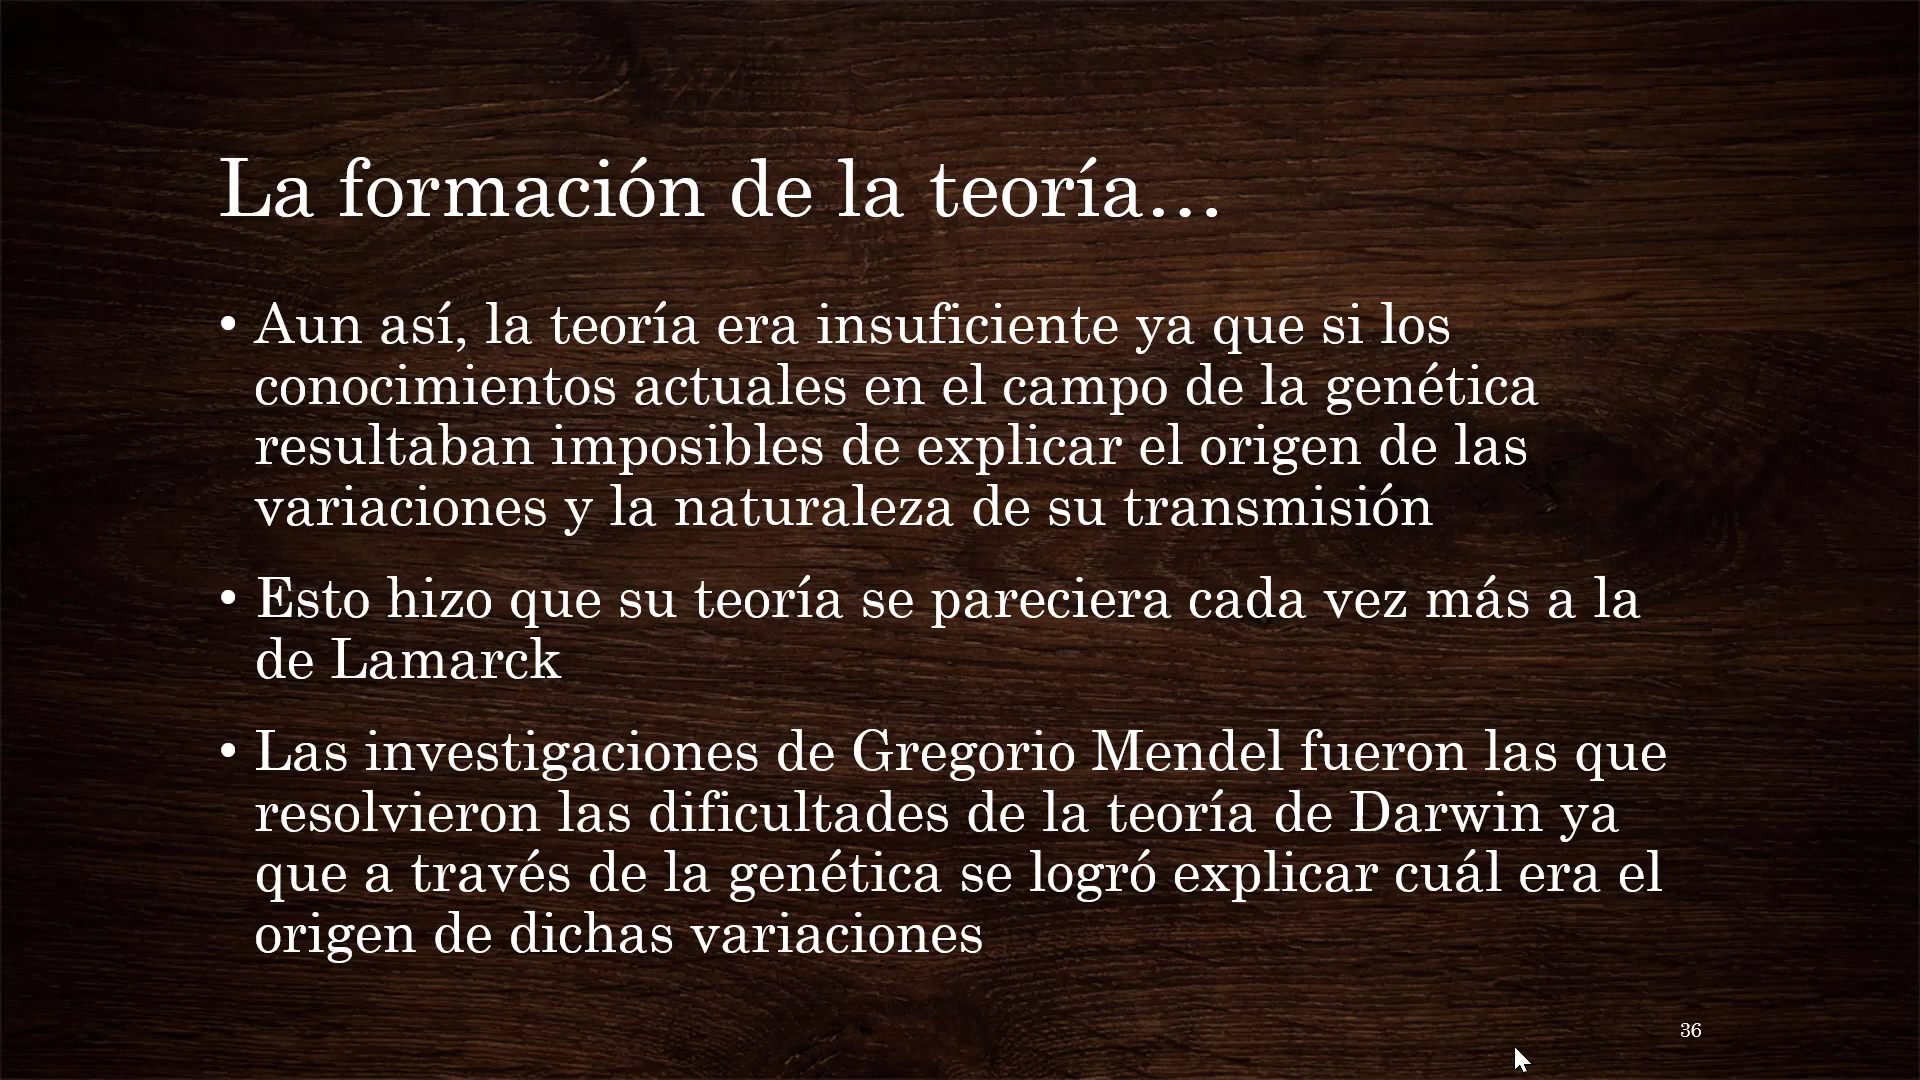 La formación de la teoría...
• Aun así, la teoría era insuficiente ya que si los
conocimientos actuales en el campo de la genética
resultaban imposibles de explicar el origen de las
variaciones y la naturaleza de su transmisión
• Esto hizo que su teoría se pareciera cada vez más a la
de Lamarck
• Las investigaciones de Gregorio Mendel fueron las que
resolvieron las dificultades de la teoría de Darwin ya
que a través de la genética se logró explicar cuál era el
origen de dichas variaciones
36